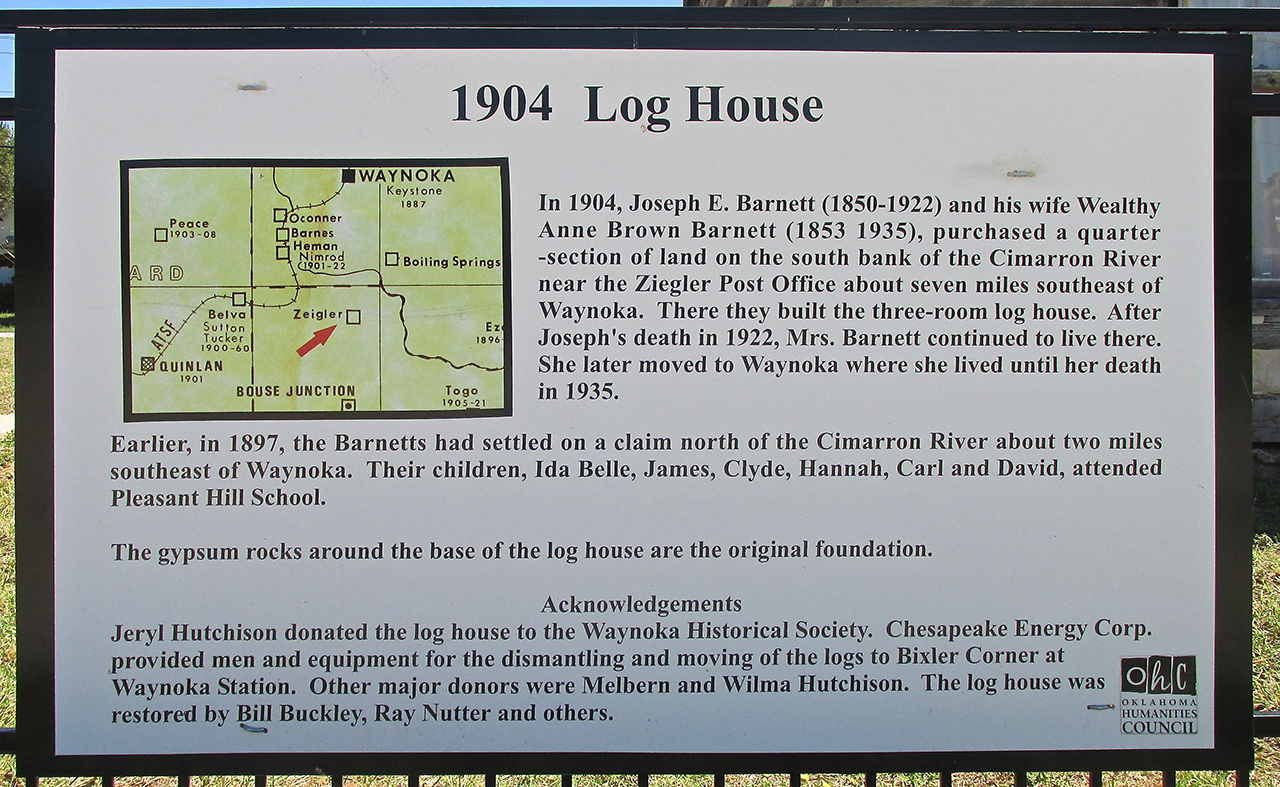 1904 Log House
WAYNOKA
Keystone
1887
Oconner
Peace
1903-08
Barnes
Heman
Nimrod
1901-22
Boiling Springs
ARD
Belva
Sutton
Tucker
1900-60
Zeigler
Ez
1896-
ATSF
QUINLAN
1901
BOUSE JUNCTION
Togo
1905-21
In 1904, Joseph E. Barnett (1850-1922) and his wife Wealthy
Anne Brown Barnett (1853 1935), purchased a quarter
-section of land on the south bank of the Cimarron River
near the Ziegler Post Office about seven miles southeast of
Waynoka. There they built the three-room log house. After
Joseph's death in 1922, Mrs. Barnett continued to live there.
She later moved to Waynoka where she lived until her death
in 1935.
Earlier, in 1897, the Barnetts had settled on a claim north of the Cimarron River about two miles
southeast of Waynoka. Their children, Ida Belle, James, Clyde, Hannah, Carl and David, attended
Pleasant Hill School.
The gypsum rocks around the base of the log house are the original foundation.
Acknowledgements
Jeryl Hutchison donated the log house to the Waynoka Historical Society. Chesapeake Energy Corp.
provided men and equipment for the dismantling and moving of the logs to Bixler Corner at
Waynoka Station. Other major donors were Melbern and Wilma Hutchison. The log house was
restored by Bill Buckley, Ray Nutter and others.
ohc
OKLAHOMA
HUMANITIES
COUNCIL